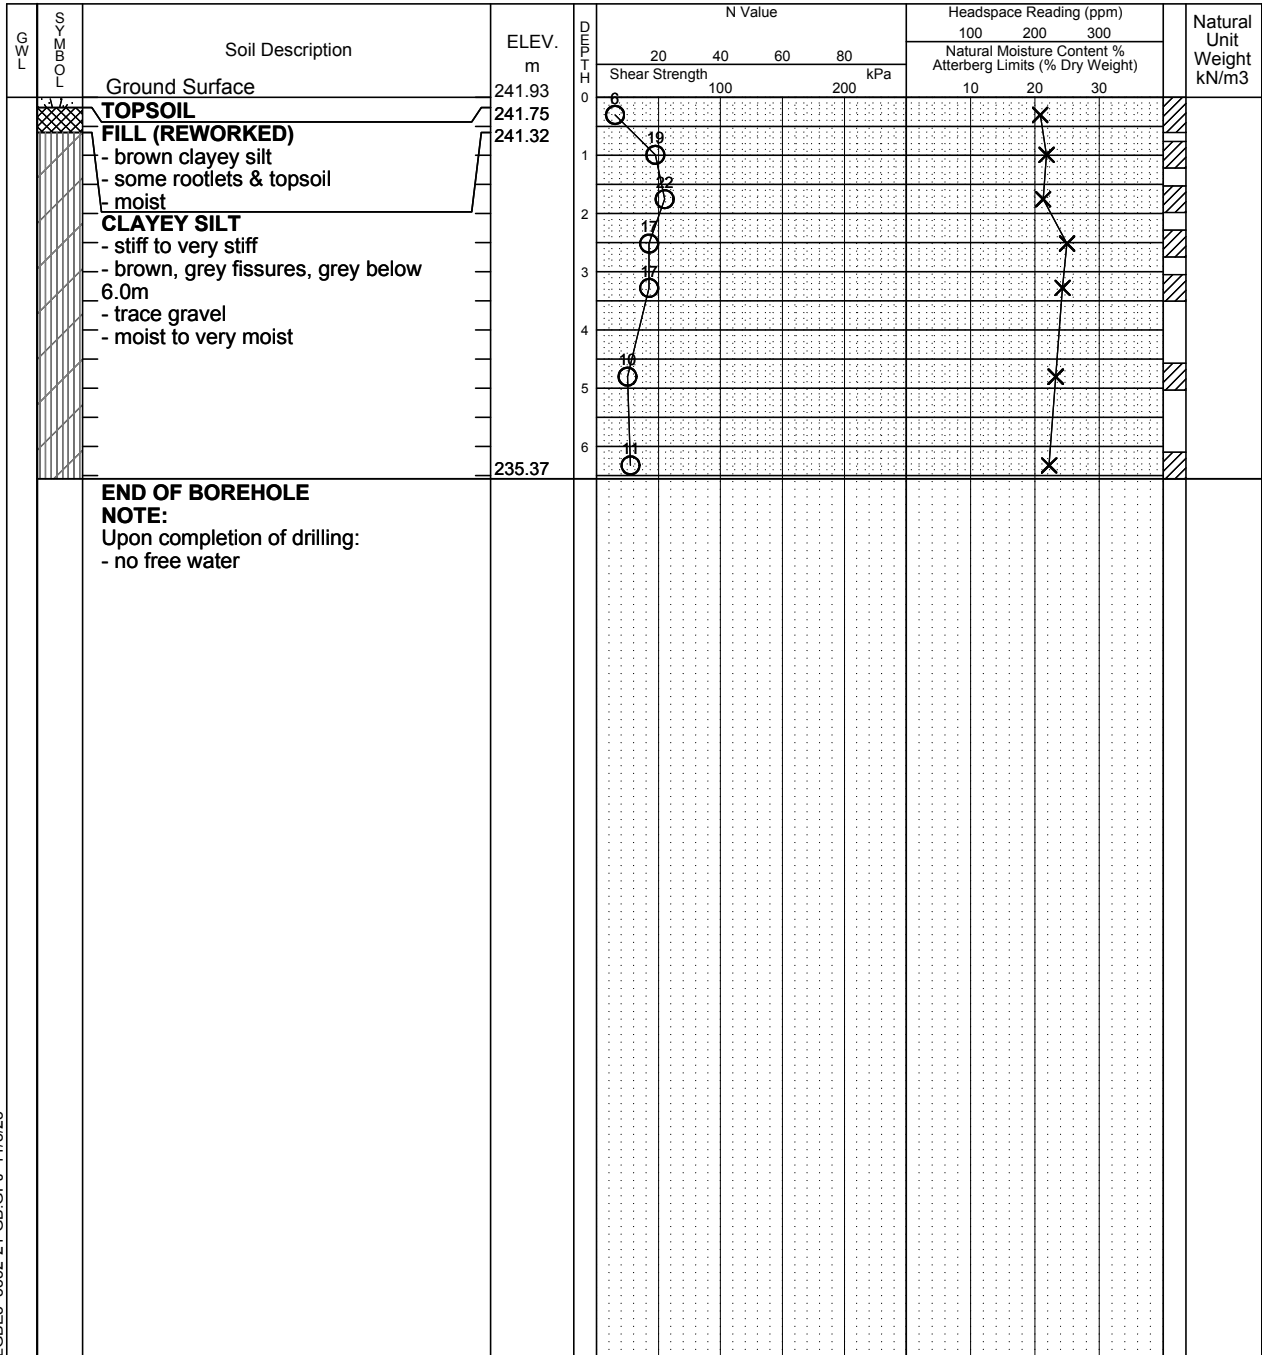 GWL
SYMBOL
Soil Description
Ground Surface
ELEV.
m
241.93
DEPTH
N Value
20 40 60 80
Shear Strength kPa
100 200
Headspace Reading (ppm)
100 200 300
Natural Moisture Content %
Atterberg Limits (% Dry Weight)
10 20 30
Natural
Unit
Weight
kN/m3
0
TOPSOIL 241.75
FILL (REWORKED) 241.32
- brown clayey silt
- some rootlets & topsoil
- moist
CLAYEY SILT
- stiff to very stiff
- brown, grey fissures, grey below
6.0m
- trace gravel
- moist to very moist
235.37
1
2
3
4
5
6
6
19
22
17
17
10
11
END OF BOREHOLE
NOTE:
Upon completion of drilling:
- no free water